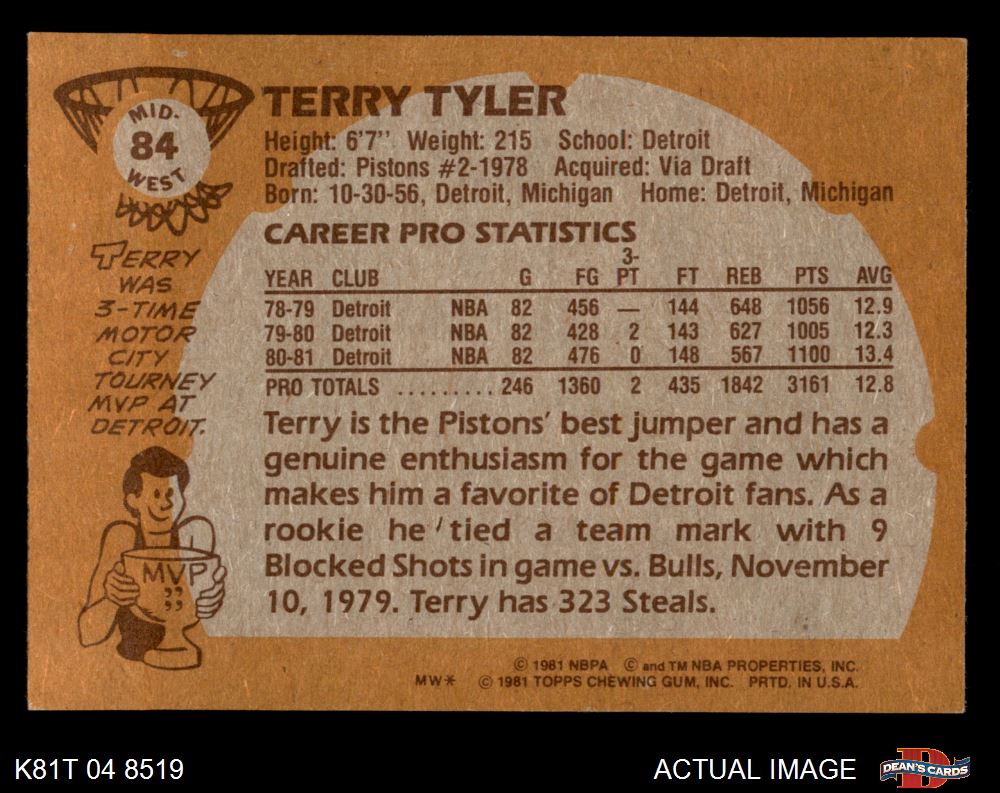 MID-
84
WEST
TERRY TYLER
Height: 6'7" Weight: 215 School: Detroit
Drafted: Pistons #2-1978 Acquired: Via Draft
Born: 10-30-56, Detroit, Michigan Home: Detroit, Michigan
CAREER PRO STATISTICS
YEAR CLUB G FG 3-PT FT REB PTS AVG
78-79 Detroit NBA 82 456 — 144 648 1056 12.9
79-80 Detroit NBA 82 428 2 143 627 1005 12.3
80-81 Detroit NBA 82 476 0 148 567 1100 13.4
PRO TOTALS .......... 246 1360 2 435 1842 3161 12.8
Terry is the Pistons' best jumper and has a
genuine enthusiasm for the game which
makes him a favorite of Detroit fans. As a
rookie he tied a team mark with 9
Blocked Shots in game vs. Bulls, November
10, 1979. Terry has 323 Steals.
TERRY
WAS
3-TIME
MOTOR
CITY
TOURNEY
MVP AT
DETROIT.
MVP
© 1981 NBPA © and TM NBA PROPERTIES, INC.
MW* © 1981 TOPPS CHEWING GUM, INC. PRTD. IN U.S.A.
K81T 04 8519
ACTUAL IMAGE
DEAN'S CARDS